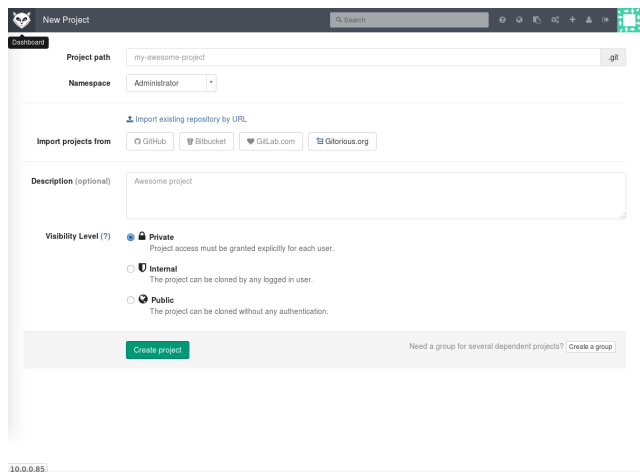 New Project
Search
Dashboard
Project path
my-awesome-project
.git
Namespace
Administrator
Import existing repository by URL
Import projects from
GitHub
Bitbucket
GitLab.com
Gitorious.org
Description (optional)
Awesome project
Visibility Level (?)
Private
Project access must be granted explicitly for each user.
Internal
The project can be cloned by any logged in user.
Public
The project can be cloned without any authentication.
Create project
Need a group for several dependent projects?
Create a group
10.0.0.85